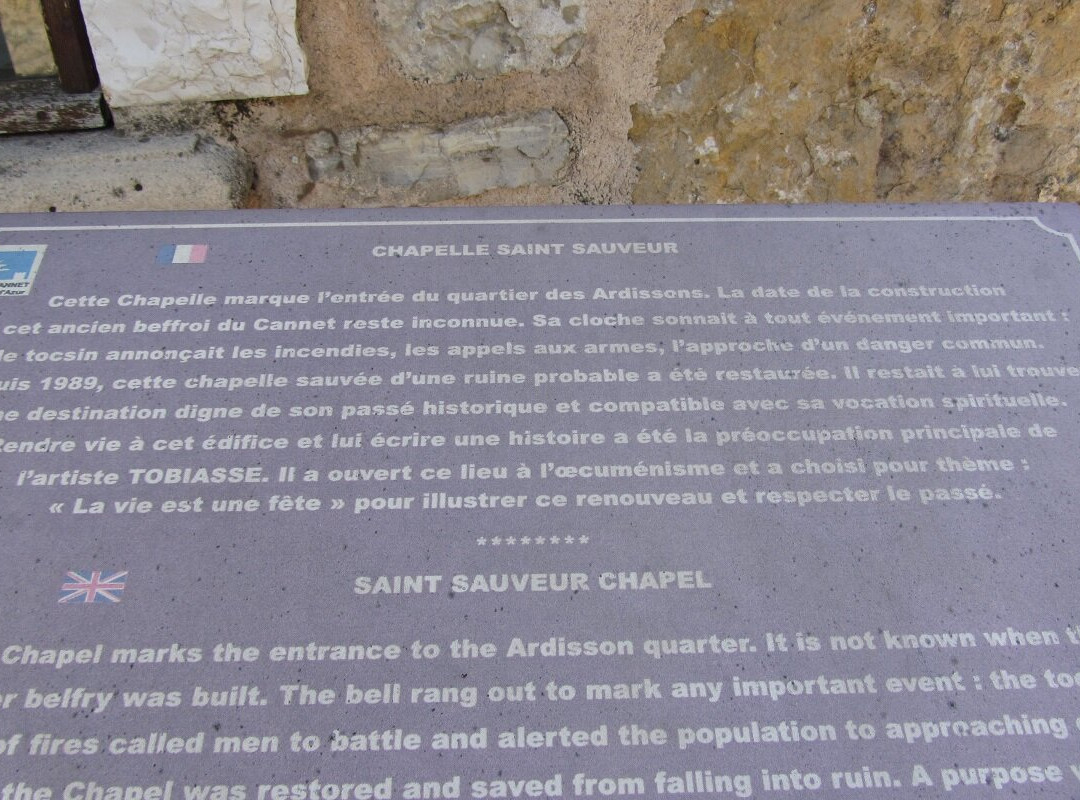 CHAPELLE SAINT SAUVEUR
ANNET
d'Azur
Cette Chapelle marque l'entrée du quartier des Ardissons. La date de la construction
cet ancien beffroi du Cannet reste inconnue. Sa cloche sonnait à tout événement important :
le tocsin annonçait les incendies, les appels aux armes, l'approche d'un danger commun.
uis 1989, cette chapelle sauvée d'une ruine probable a été restaurée. Il restait à lui trouve
ne destination digne de son passé historique et compatible avec sa vocation spirituelle.
Rendre vie à cet édifice et lui écrire une histoire a été la préoccupation principale de
l'artiste TOBIASSE. Il a ouvert ce lieu à l'œcuménisme et a choisi pour thème :
« La vie est une fête » pour illustrer ce renouveau et respecter le passé.
********
SAINT SAUVEUR CHAPEL
Chapel marks the entrance to the Ardisson quarter. It is not known when th
er belfry was built. The bell rang out to mark any important event : the toc
of fires called men to battle and alerted the population to approaching
the Chapel was restored and saved from falling into ruin. A purpose